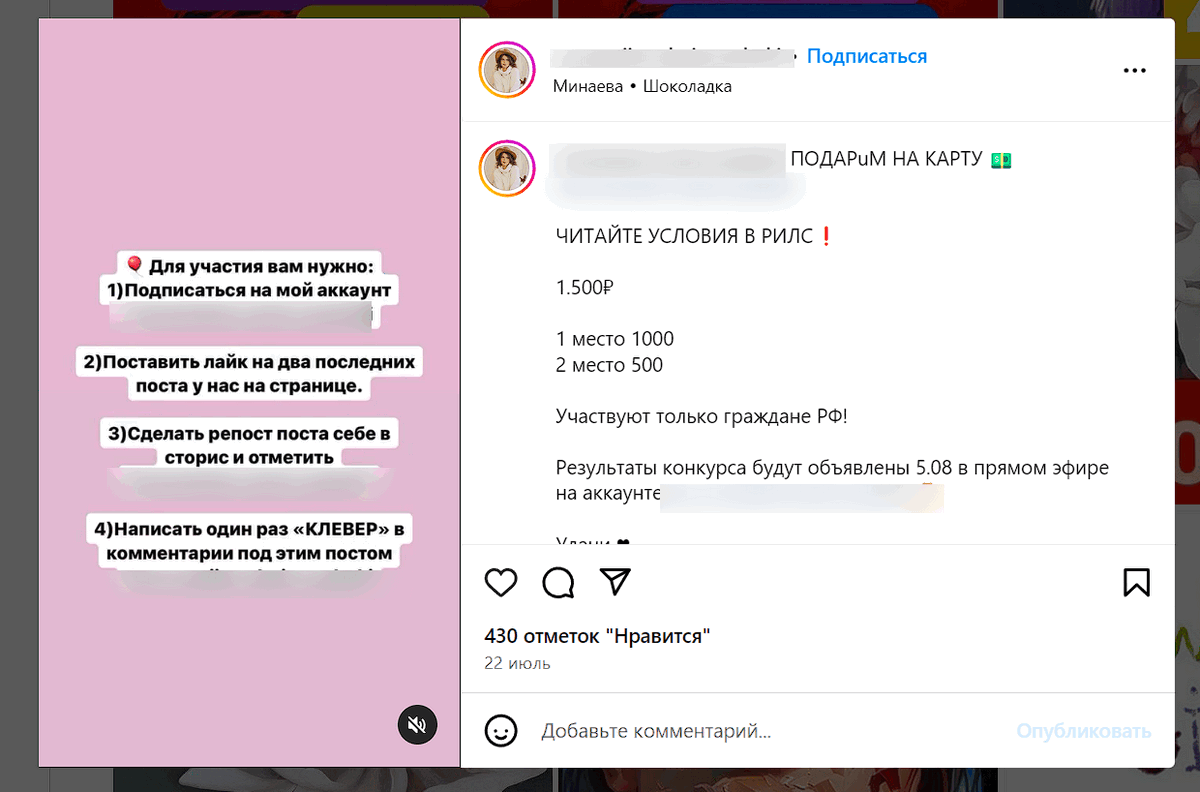 🎈 Для участия вам нужно:
1)Подписаться на мой аккаунт
2)Поставить лайк на два последних
поста у нас на странице.
3)Сделать репост поста себе в
сторис и отметить
4)Написать один раз «КЛЕВЕР» в
комментарии под этим постом
• Подписаться
Минаева • Шоколадка
ПОДАРuМ НА КАРТУ 💵
ЧИТАЙТЕ УСЛОВИЯ В РИЛС❗
1.500₽
1 место 1000
2 место 500
Участвуют только граждане РФ!
Результаты конкурса будут объявлены 5.08 в прямом эфире
на аккаунте
Удачи ♥
430 отметок "Нравится"
22 июль
Добавьте комментарий...
Опубликовать